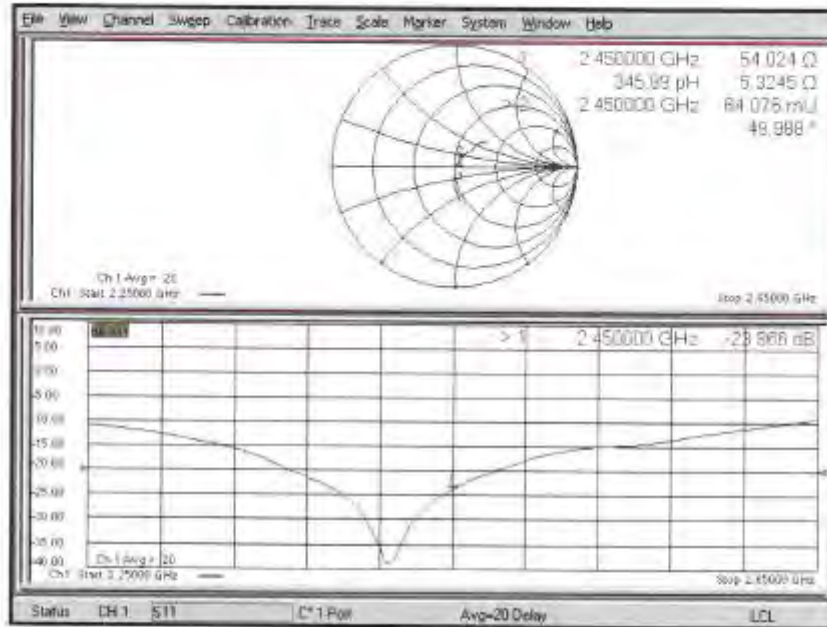 File View Channel Sweep Calibration Trace Scale Marker System Window Help
2.450000 GHz 54.024 Ω
345.89 pH 5.3245 Ω
2.450000 GHz 64.076 mU
49.988 °
Ch 1 Avg = 20
Ch1: Start 2.25000 GHz
Stop 2.65000 GHz
10.00
5.00
0.00
-5.00
-10.00
-15.00
-20.00
-25.00
-30.00
-35.00
-40.00
> 1 2.450000 GHz -23.866 dB
Ch 1 Avg = 20
Ch1: Start 2.25000 GHz
Stop 2.65000 GHz
Status CH 1 S11 C* 1 Port Avg=20 Delay LCL